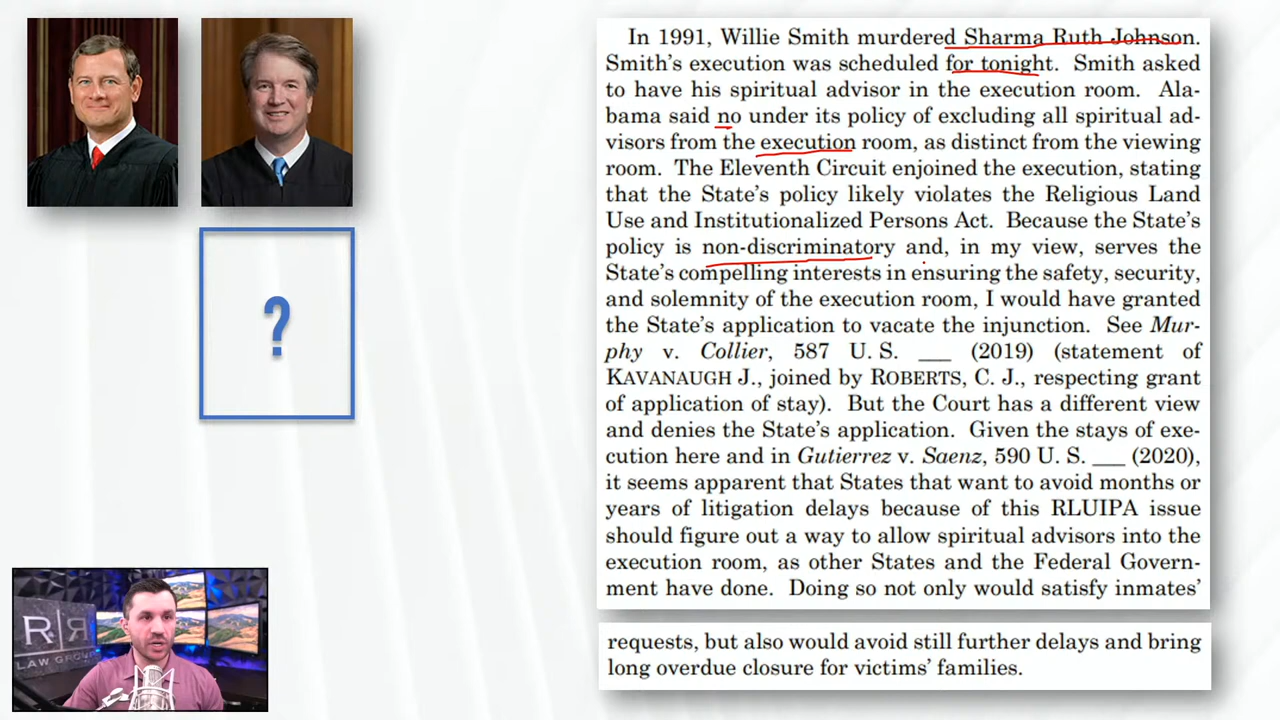 In 1991, Willie Smith murdered Sharma Ruth Johnson.
Smith's execution was scheduled for tonight. Smith asked
to have his spiritual advisor in the execution room. Ala-
bama said no under its policy of excluding all spiritual ad-
visors from the execution room, as distinct from the viewing
room. The Eleventh Circuit enjoined the execution, stating
that the State's policy likely violates the Religious Land
Use and Institutionalized Persons Act. Because the State's
policy is non-discriminatory and, in my view, serves the
State's compelling interests in ensuring the safety, security,
and solemnity of the execution room, I would have granted
the State's application to vacate the injunction. See Mur-
phy v. Collier, 587 U. S. ___ (2019) (statement of
KAVANAUGH J., joined by ROBERTS, C. J., respecting grant
of application of stay). But the Court has a different view
and denies the State's application. Given the stays of exe-
cution here and in Gutierrez v. Saenz, 590 U. S. ___ (2020),
it seems apparent that States that want to avoid months or
years of litigation delays because of this RLUIPA issue
should figure out a way to allow spiritual advisors into the
execution room, as other States and the Federal Govern-
ment have done. Doing so not only would satisfy inmates'
requests, but also would avoid still further delays and bring
long overdue closure for victims' families.
?
R|R
LAW GROUP